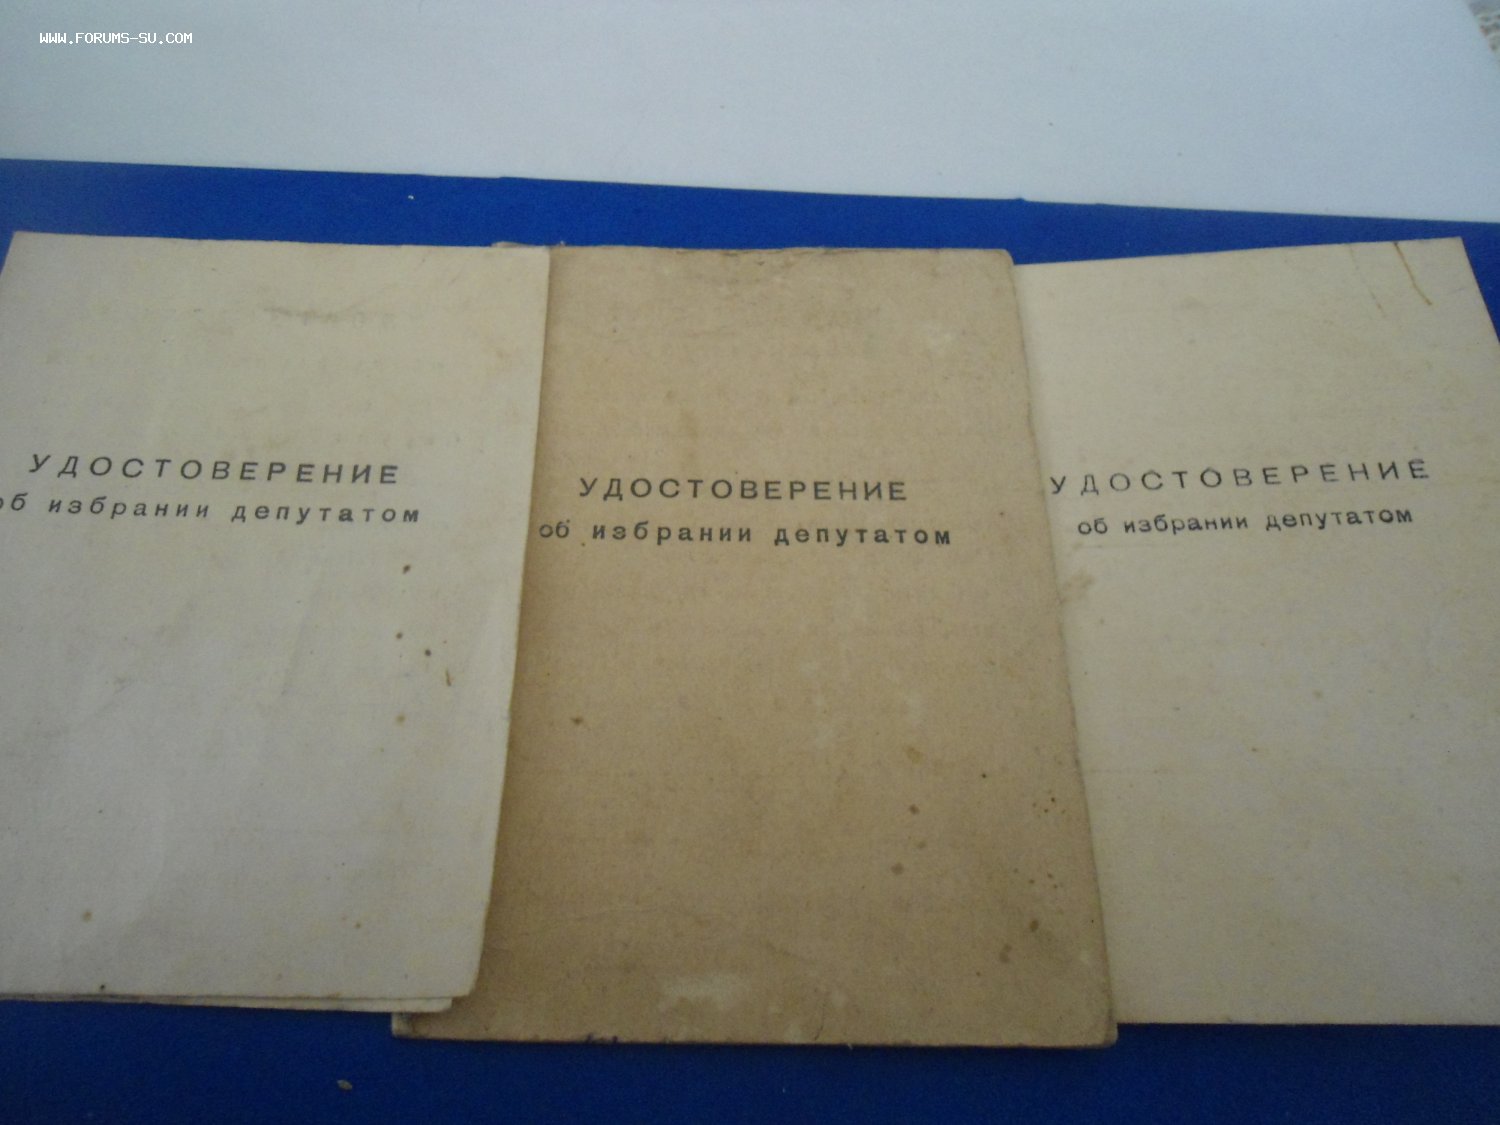 WWW.FORUMS-SU.COM
УДОСТОВЕРЕНИЕ
об избрании депутатом
УДОСТОВЕРЕНИЕ
об избрании депутатом
УДОСТОВЕРЕНИЕ
об избрании депутатом